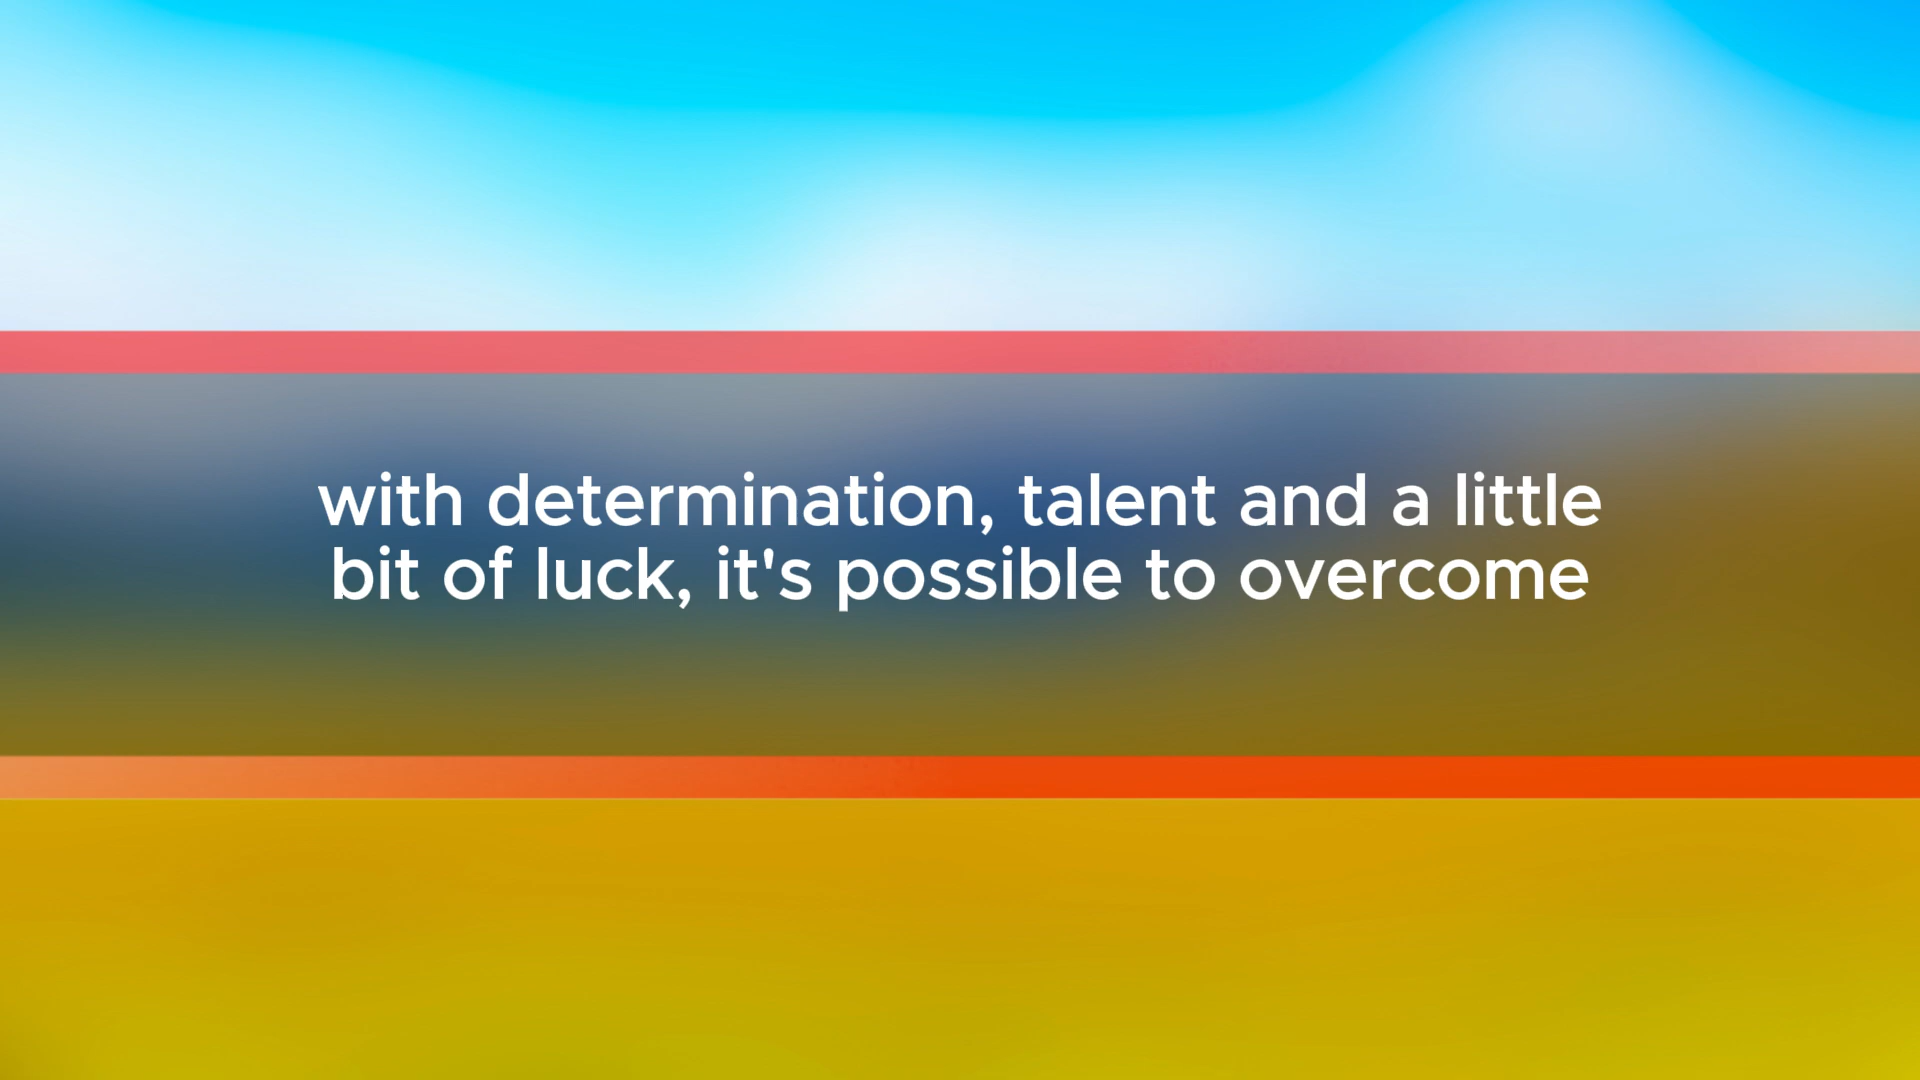 with determination, talent and a little
bit of luck, it's possible to overcome